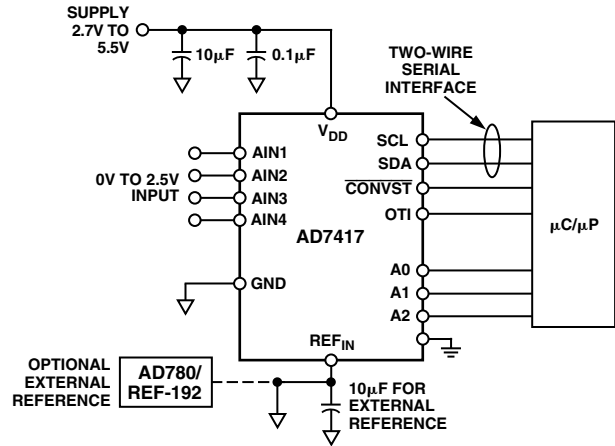 SUPPLY
2.7V TO
5.5V
10µF
0.1µF
TWO-WIRE
SERIAL
INTERFACE
VDD
AIN1
AIN2
AIN3
AIN4
0V TO 2.5V
INPUT
GND
AD7417
SCL
SDA
CONVST
OTI
A0
A1
A2
µC/µP
REFIN
OPTIONAL
EXTERNAL
REFERENCE
AD780/
REF-192
10µF FOR
EXTERNAL
REFERENCE